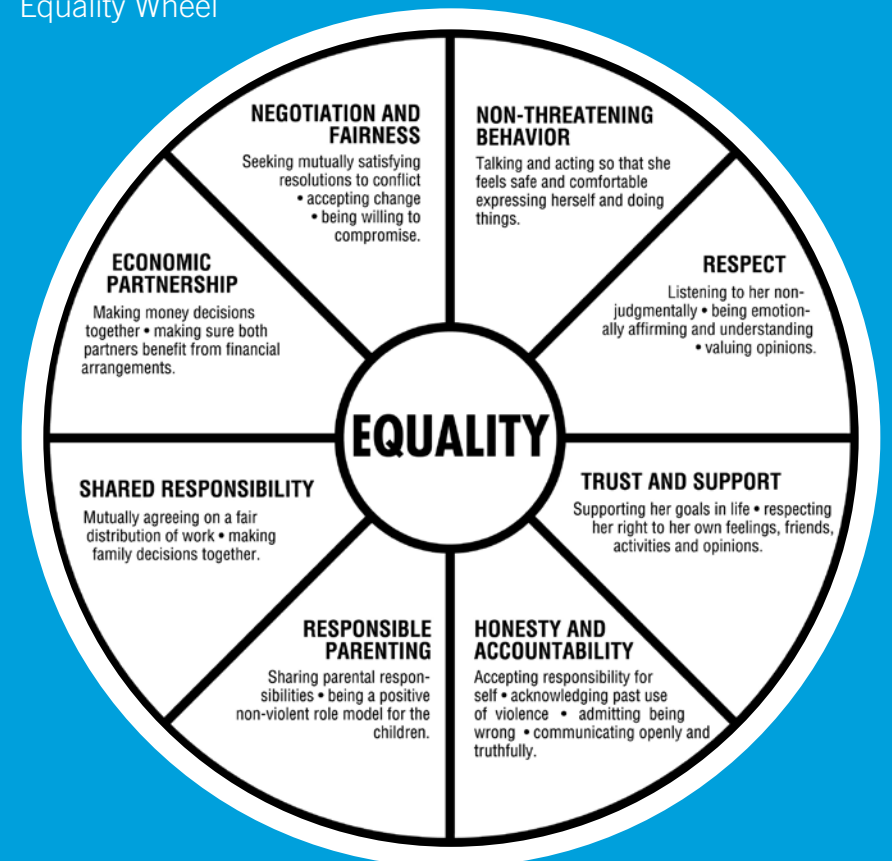 Equality Wheel
NEGOTIATION AND
FAIRNESS
Seeking mutually satisfying
resolutions to conflict
• accepting change
• being willing to
compromise.
NON-THREATENING
BEHAVIOR
Talking and acting so that she
feels safe and comfortable
expressing herself and doing
things.
ECONOMIC
PARTNERSHIP
Making money decisions
together • making sure both
partners benefit from financial
arrangements.
RESPECT
Listening to her non-
judgmentally • being emotion-
ally affirming and understanding
• valuing opinions.
EQUALITY
SHARED RESPONSIBILITY
Mutually agreeing on a fair
distribution of work • making
family decisions together.
TRUST AND SUPPORT
Supporting her goals in life • respecting
her right to her own feelings, friends,
activities and opinions.
RESPONSIBLE
PARENTING
Sharing parental respon-
sibilities • being a positive
non-violent role model for the
children.
HONESTY AND
ACCOUNTABILITY
Accepting responsibility for
self • acknowledging past use
of violence • admitting being
wrong • communicating openly and
truthfully.